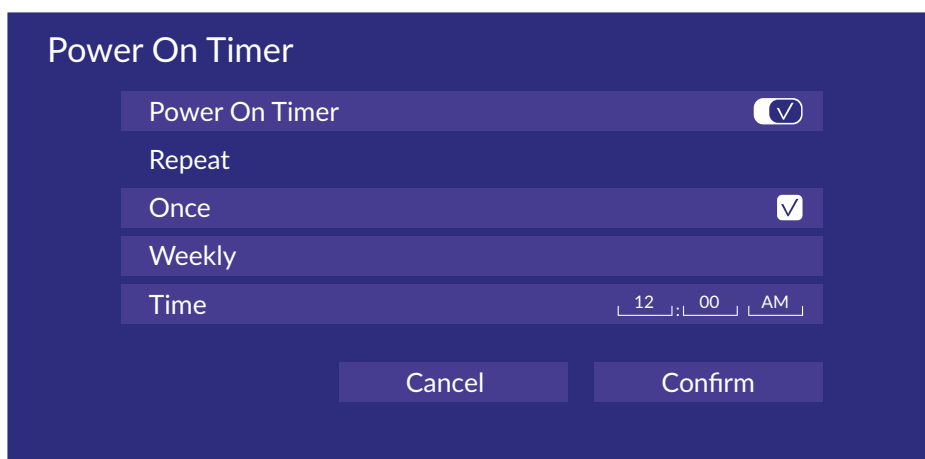 Power On Timer
Power On Timer
Repeat
Once
Weekly
Time 12 : 00 AM
Cancel Confirm